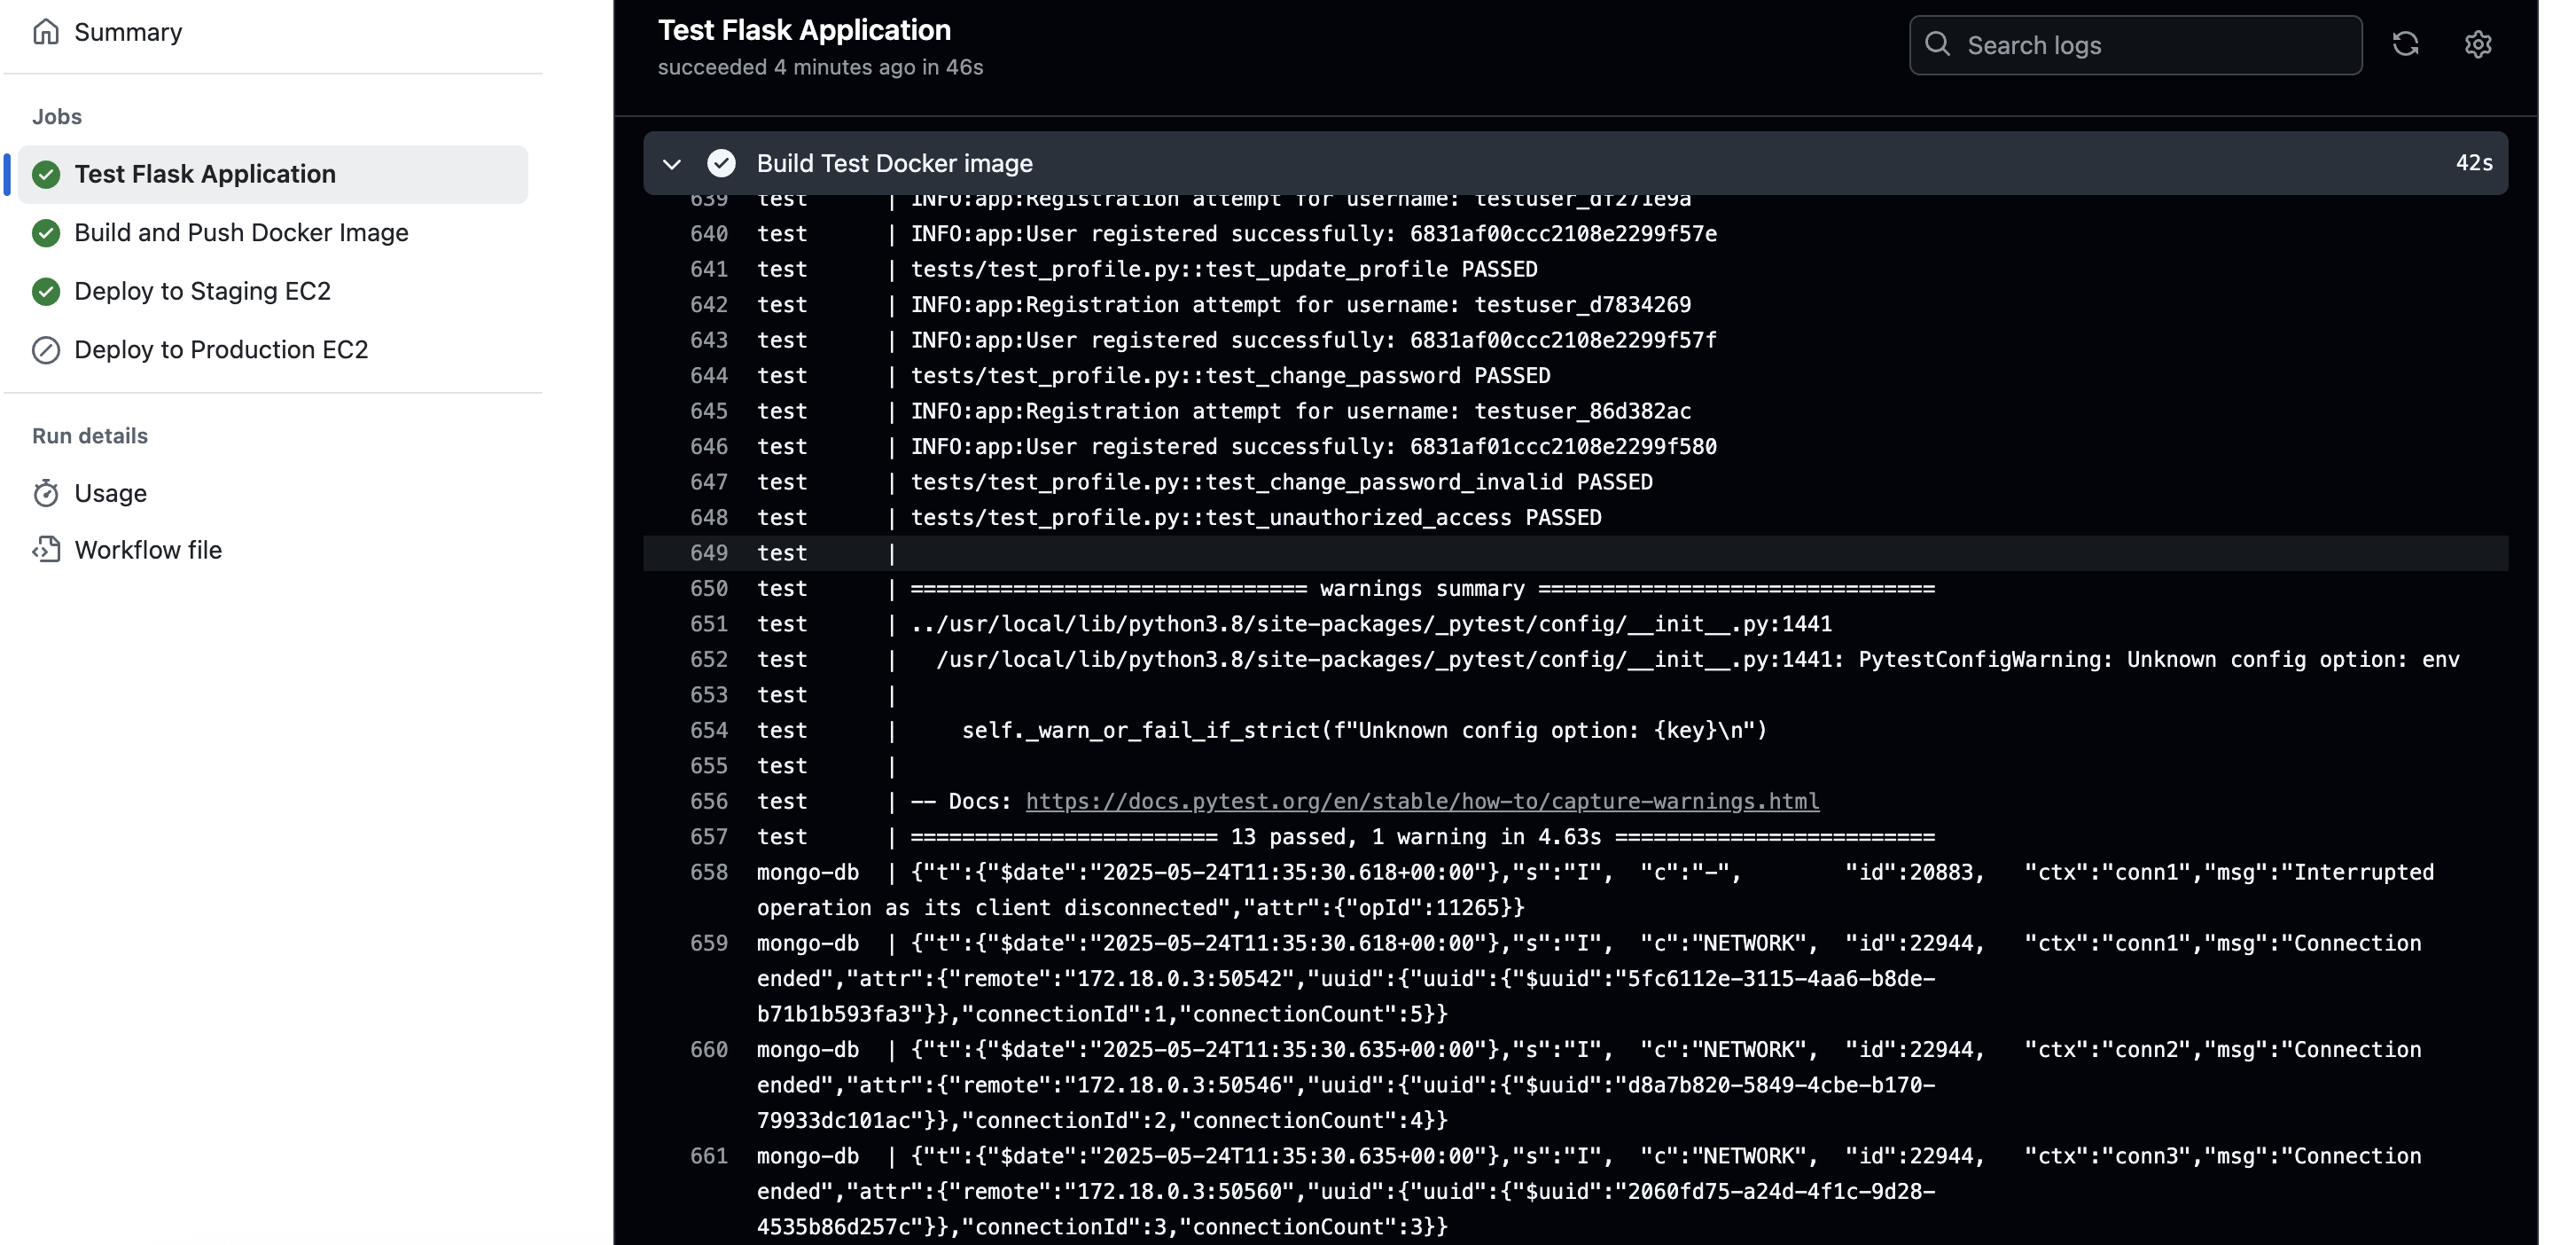 Summary
Jobs
Test Flask Application
Build and Push Docker Image
Deploy to Staging EC2
Deploy to Production EC2
Run details
Usage
Workflow file
Test Flask Application
succeeded 4 minutes ago in 46s
Search logs
Build Test Docker image 42s
639 test | INFO:app:Registration attempt for username: testuser_df271e9a
640 test | INFO:app:User registered successfully: 6831af00ccc2108e2299f57e
641 test | tests/test_profile.py::test_update_profile PASSED
642 test | INFO:app:Registration attempt for username: testuser_d7834269
643 test | INFO:app:User registered successfully: 6831af00ccc2108e2299f57f
644 test | tests/test_profile.py::test_change_password PASSED
645 test | INFO:app:Registration attempt for username: testuser_86d382ac
646 test | INFO:app:User registered successfully: 6831af01ccc2108e2299f580
647 test | tests/test_profile.py::test_change_password_invalid PASSED
648 test | tests/test_profile.py::test_unauthorized_access PASSED
649 test |
650 test | =============================== warnings summary ===============================
651 test | ../usr/local/lib/python3.8/site-packages/_pytest/config/__init__.py:1441
652 test |   /usr/local/lib/python3.8/site-packages/_pytest/config/__init__.py:1441: PytestConfigWarning: Unknown config option: env
653 test |
654 test |     self._warn_or_fail_if_strict(f"Unknown config option: {key}\n")
655 test |
656 test | -- Docs: https://docs.pytest.org/en/stable/how-to/capture-warnings.html
657 test | ======================== 13 passed, 1 warning in 4.63s =========================
658 mongo-db | {"t":{"$date":"2025-05-24T11:35:30.618+00:00"},"s":"I", "c":"-", "id":20883, "ctx":"conn1","msg":"Interrupted
operation as its client disconnected","attr":{"opId":11265}}
659 mongo-db | {"t":{"$date":"2025-05-24T11:35:30.618+00:00"},"s":"I", "c":"NETWORK", "id":22944, "ctx":"conn1","msg":"Connection
ended","attr":{"remote":"172.18.0.3:50542","uuid":{"uuid":{"$uuid":"5fc6112e-3115-4aa6-b8de-
b71b1b593fa3"}},"connectionId":1,"connectionCount":5}}
660 mongo-db | {"t":{"$date":"2025-05-24T11:35:30.635+00:00"},"s":"I", "c":"NETWORK", "id":22944, "ctx":"conn2","msg":"Connection
ended","attr":{"remote":"172.18.0.3:50546","uuid":{"uuid":{"$uuid":"d8a7b820-5849-4cbe-b170-
79933dc101ac"}},"connectionId":2,"connectionCount":4}}
661 mongo-db | {"t":{"$date":"2025-05-24T11:35:30.635+00:00"},"s":"I", "c":"NETWORK", "id":22944, "ctx":"conn3","msg":"Connection
ended","attr":{"remote":"172.18.0.3:50560","uuid":{"uuid":{"$uuid":"2060fd75-a24d-4f1c-9d28-
4535b86d257c"}},"connectionId":3,"connectionCount":3}}